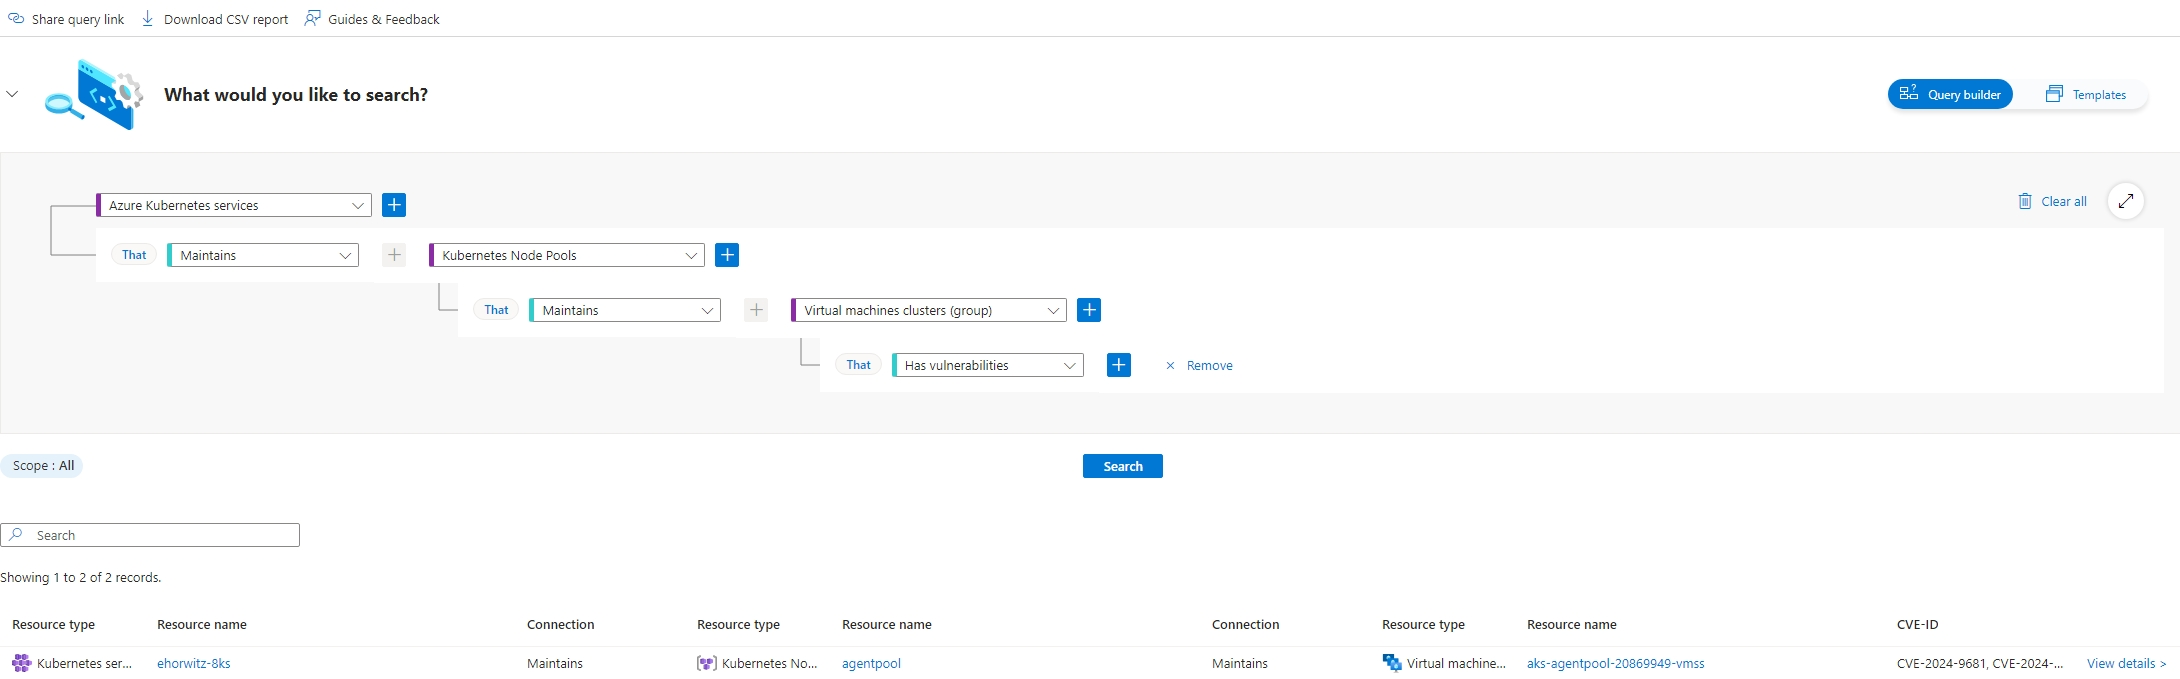 Share query link Download CSV report Guides & Feedback
What would you like to search?
Query builder Templates
Azure Kubernetes services
Clear all
That Maintains Kubernetes Node Pools
That Maintains Virtual machines clusters (group)
That Has vulnerabilities Remove
Scope : All
Search
Search
Showing 1 to 2 of 2 records.
Resource type Resource name Connection Resource type Resource name Connection Resource type Resource name CVE-ID
Kubernetes ser... ehorwitz-8ks Maintains Kubernetes No... agentpool Maintains Virtual machine... aks-agentpool-20869949-vmss CVE-2024-9681, CVE-2024-... View details >